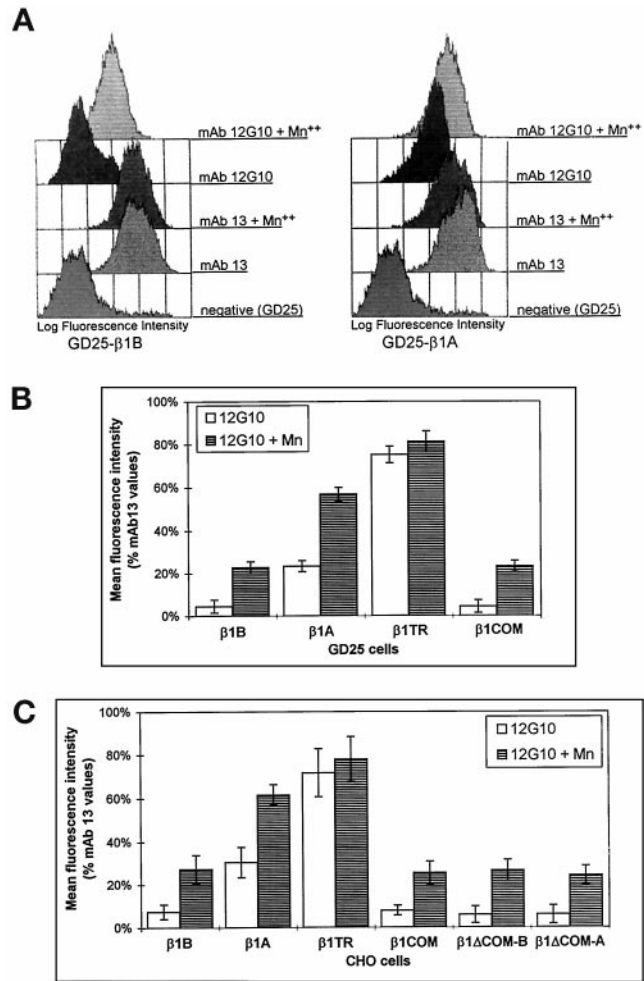 A
mAb 12G10 + Mn++
mAb 12G10
mAb 13 + Mn++
mAb 13
negative (GD25)
Log Fluorescence Intensity
GD25-β1B
mAb 12G10 + Mn++
mAb 12G10
mAb 13 + Mn++
mAb 13
negative (GD25)
Log Fluorescence Intensity
GD25-β1A
B
Mean fluorescence intensity
(% mAb13 values)
100%
80%
60%
40%
20%
0%
12G10
12G10 + Mn
β1B
β1A
β1TR
β1COM
GD25 cells
C
Mean fluorescence intensity
(% mAb 13 values)
100%
80%
60%
40%
20%
0%
12G10
12G10 + Mn
β1B
β1A
β1TR
β1COM
β1ΔCOM-B
β1ΔCOM-A
CHO cells